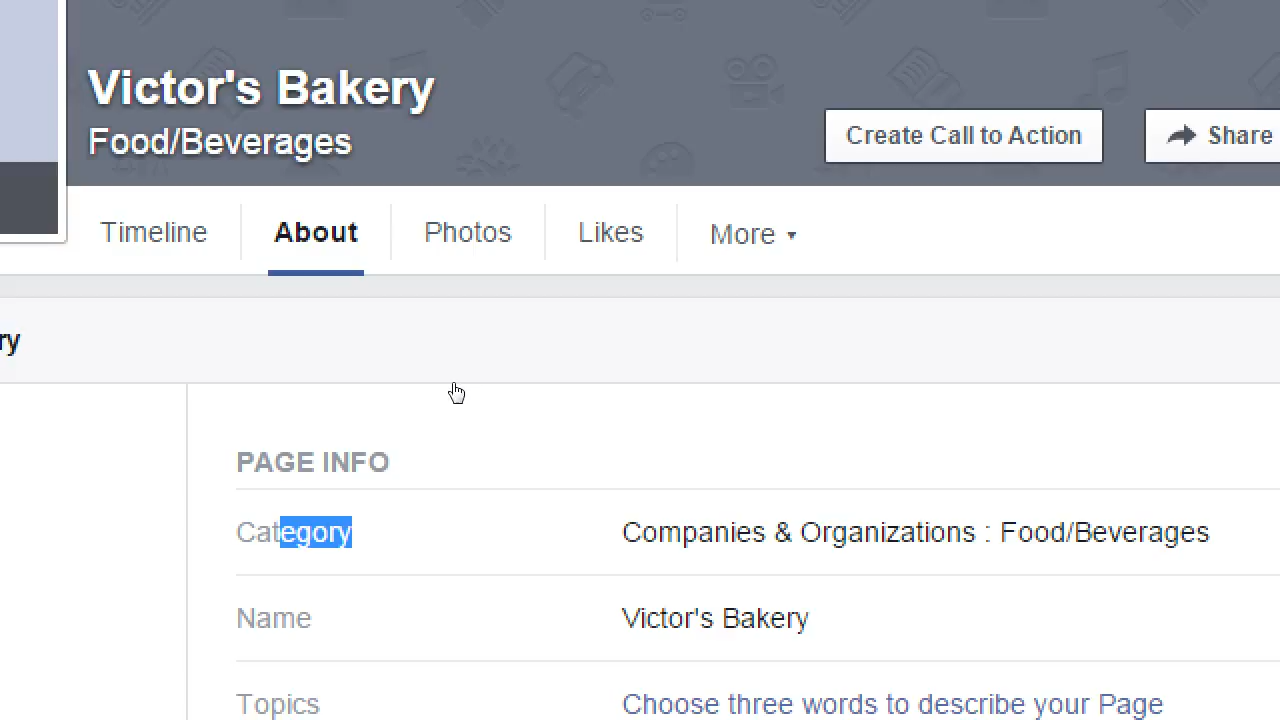 Victor's Bakery
Food/Beverages
Create Call to Action
Share
Timeline
About
Photos
Likes
More
ry
PAGE INFO
Category
Companies & Organizations : Food/Beverages
Name
Victor's Bakery
Topics
Choose three words to describe your Page